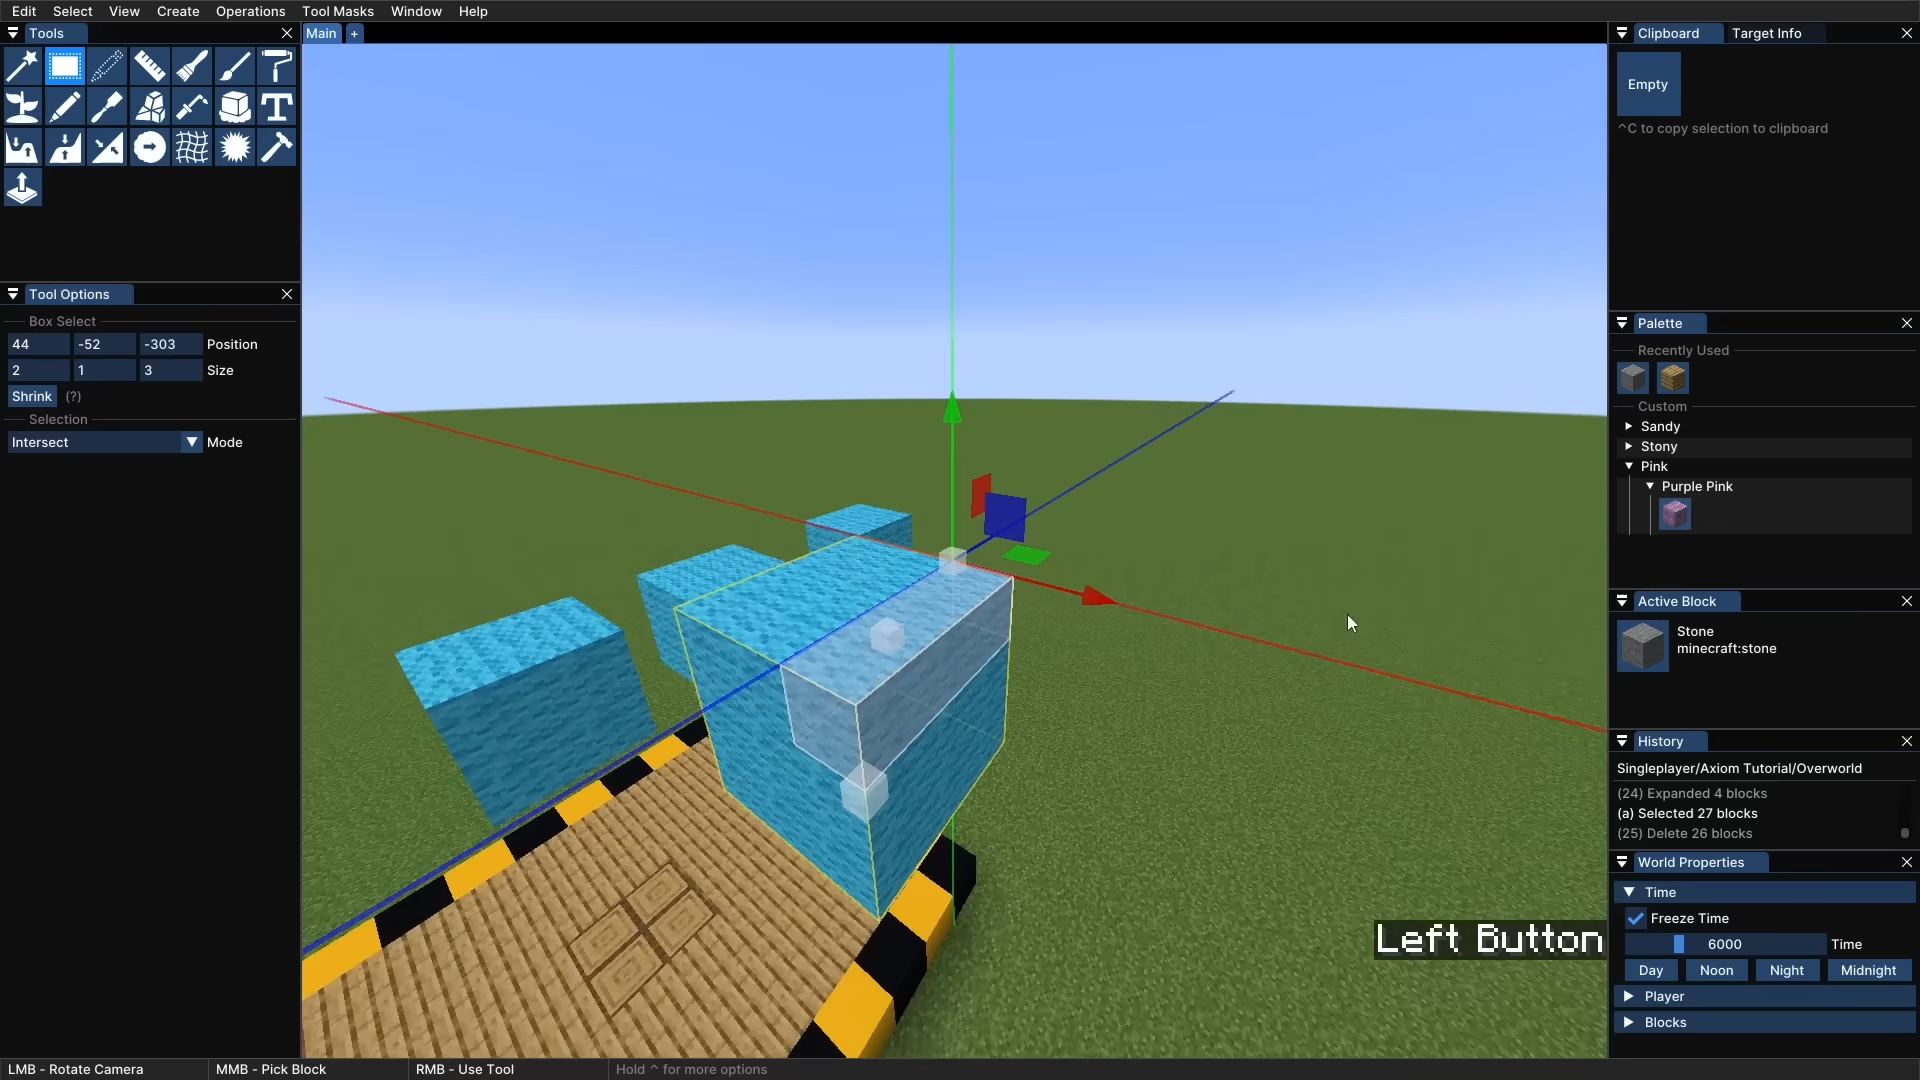 Edit Select View Create Operations Tool Masks Window Help
Tools
Main +
Clipboard Target Info
Empty
^C to copy selection to clipboard
Tool Options
Box Select
44 -52 -303 Position
2 1 3 Size
Shrink (?)
Selection
Intersect Mode
Palette
Recently Used
Custom
Sandy
Stony
Pink
Purple Pink
Active Block
Stone
minecraft:stone
History
Singleplayer/Axiom Tutorial/Overworld
(24) Expanded 4 blocks
(a) Selected 27 blocks
(25) Delete 26 blocks
World Properties
Time
Freeze Time
6000 Time
Day Noon Night Midnight
Player
Blocks
Left Button
LMB - Rotate Camera MMB - Pick Block RMB - Use Tool Hold ^ for more options